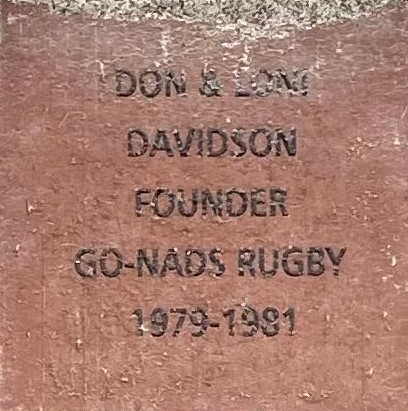 DON & LONI
DAVIDSON
FOUNDER
GO-NADS RUGBY
1979-1981